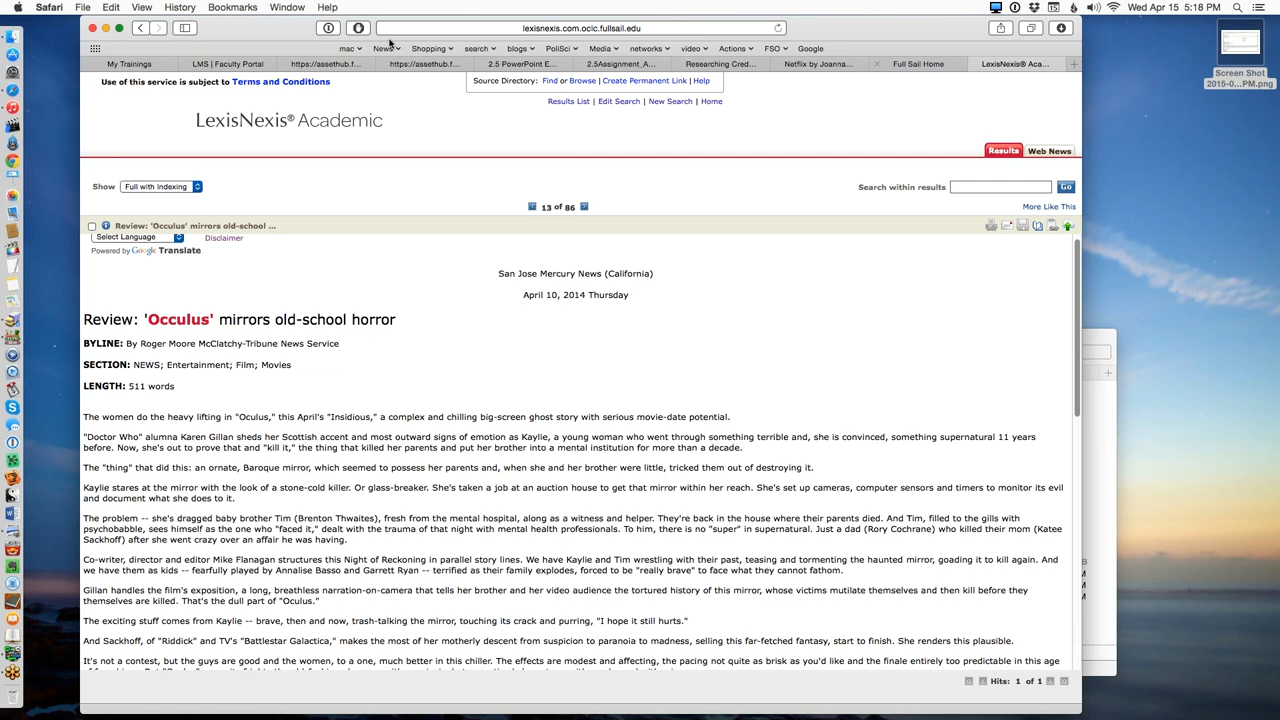 Safari File Edit View History Bookmarks Window Help Wed Apr 15 5:18 PM
lexisnexis.com.oclc.fullsail.edu
mac News Shopping search blogs PoliSci Media networks video Actions FSO Google
My Trainings LMS | Faculty Portal https://assethub.f... https://assethub.f... 2.5 PowerPoint E... 2.5Assignment_A... Researching Cred... Netflix by Joanna... Full Sail Home LexisNexis® Aca...
Screen Shot
2015-0...PM.png
Use of this service is subject to Terms and Conditions
Source Directory: Find or Browse | Create Permanent Link | Help
Results List | Edit Search | New Search | Home
LexisNexis® Academic
Results Web News
Show Full with Indexing Search within results Go
13 of 86 More Like This
Review: 'Occulus' mirrors old-school ...
Select Language Disclaimer
Powered by Google Translate
San Jose Mercury News (California)
April 10, 2014 Thursday
Review: 'Occulus' mirrors old-school horror
BYLINE: By Roger Moore McClatchy-Tribune News Service
SECTION: NEWS; Entertainment; Film; Movies
LENGTH: 511 words
The women do the heavy lifting in "Oculus," this April's "Insidious," a complex and chilling big-screen ghost story with serious movie-date potential.
"Doctor Who" alumna Karen Gillan sheds her Scottish accent and most outward signs of emotion as Kaylie, a young woman who went through something terrible and, she is convinced, something supernatural 11 years
before. Now, she's out to prove that and "kill it," the thing that killed her parents and put her brother into a mental institution for more than a decade.
The "thing" that did this: an ornate, Baroque mirror, which seemed to possess her parents and, when she and her brother were little, tricked them out of destroying it.
Kaylie stares at the mirror with the look of a stone-cold killer. Or glass-breaker. She's taken a job at an auction house to get that mirror within her reach. She's set up cameras, computer sensors and timers to monitor its evil
and document what she does to it.
The problem -- she's dragged baby brother Tim (Brenton Thwaites), fresh from the mental hospital, along as a witness and helper. They're back in the house where their parents died. And Tim, filled to the gills with
psychobabble, sees himself as the one who "faced it," dealt with the trauma of that night with mental health professionals. To him, there is no "super" in supernatural. Just a dad (Rory Cochrane) who killed their mom (Katee
Sackhoff) after she went crazy over an affair he was having.
Co-writer, director and editor Mike Flanagan structures this Night of Reckoning in parallel story lines. We have Kaylie and Tim wrestling with their past, teasing and tormenting the haunted mirror, goading it to kill again. And
we have them as kids -- fearfully played by Annalise Basso and Garrett Ryan -- terrified as their family explodes, forced to be "really brave" to face what they cannot fathom.
Gillan handles the film's exposition, a long, breathless narration-on-camera that tells her brother and her video audience the tortured history of this mirror, whose victims mutilate themselves and then kill before they
themselves are killed. That's the dull part of "Oculus."
The exciting stuff comes from Kaylie -- brave, then and now, trash-talking the mirror, touching its crack and purring, "I hope it still hurts."
And Sackhoff, of "Riddick" and TV's "Battlestar Galactica," makes the most of her motherly descent from suspicion to paranoia to madness, selling this far-fetched fantasy, start to finish. She renders this plausible.
It's not a contest, but the guys are good and the women, to a one, much better in this chiller. The effects are modest and affecting, the pacing not quite as brisk as you'd like and the finale entirely too predictable in this age
Hits: 1 of 1